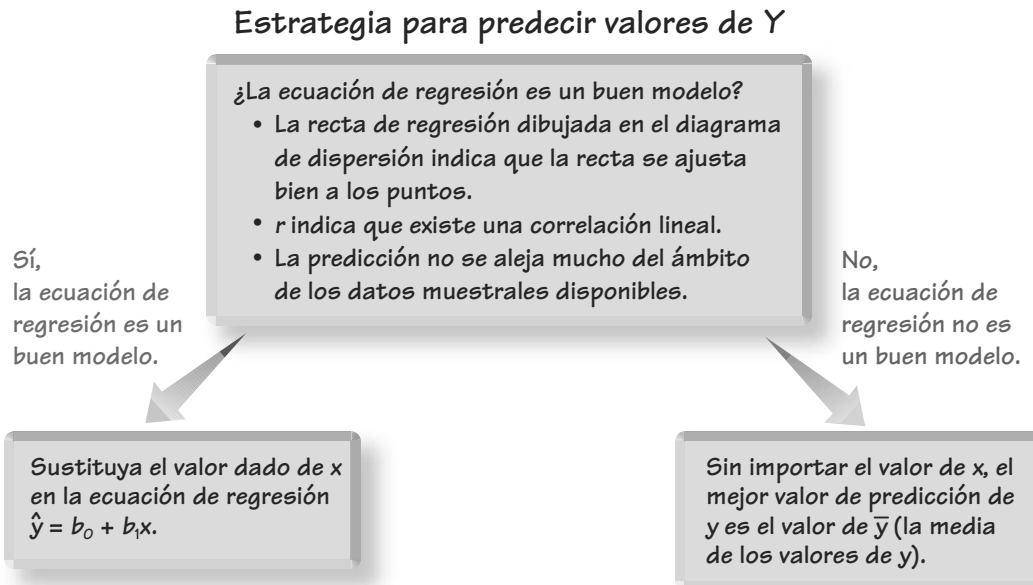 Estrategia para predecir valores de Y
¿La ecuación de regresión es un buen modelo?
• La recta de regresión dibujada en el diagrama
de dispersión indica que la recta se ajusta
bien a los puntos.
• r indica que existe una correlación lineal.
• La predicción no se aleja mucho del ámbito
de los datos muestrales disponibles.
Sí,
la ecuación de
regresión es un
buen modelo.
No,
la ecuación de
regresión no es
un buen modelo.
Sustituya el valor dado de x
en la ecuación de regresión
ŷ = b₀ + b₁x.
Sin importar el valor de x, el
mejor valor de predicción de
y es el valor de y̅ (la media
de los valores de y).